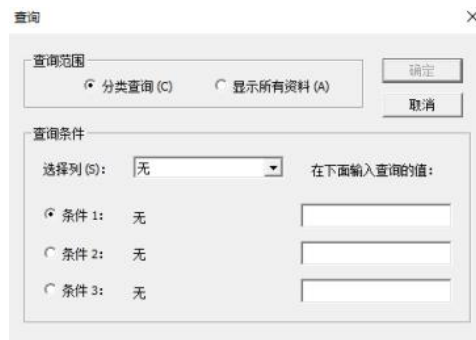 查询
查询范围
分类查询(C) 显示所有资料(A)
确定
取消
查询条件
选择列(S): 无 在下面输入查询的值:
条件 1: 无
条件 2: 无
条件 3: 无